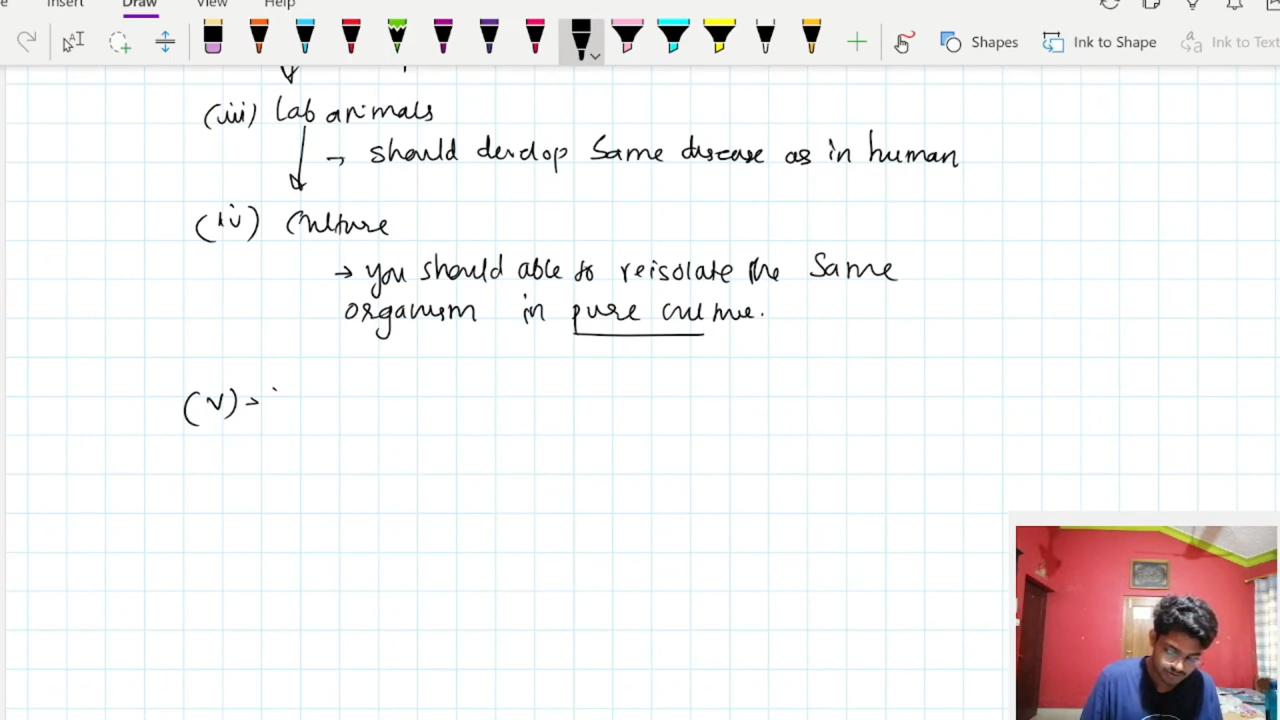 Insert Draw View Help
Shapes Ink to Shape Ink to Text
(iii) Lab animals
→ should develop Same disease as in human
(iv) Culture
→ you should able to reisolate the Same
organism in pure culture.
(v) →